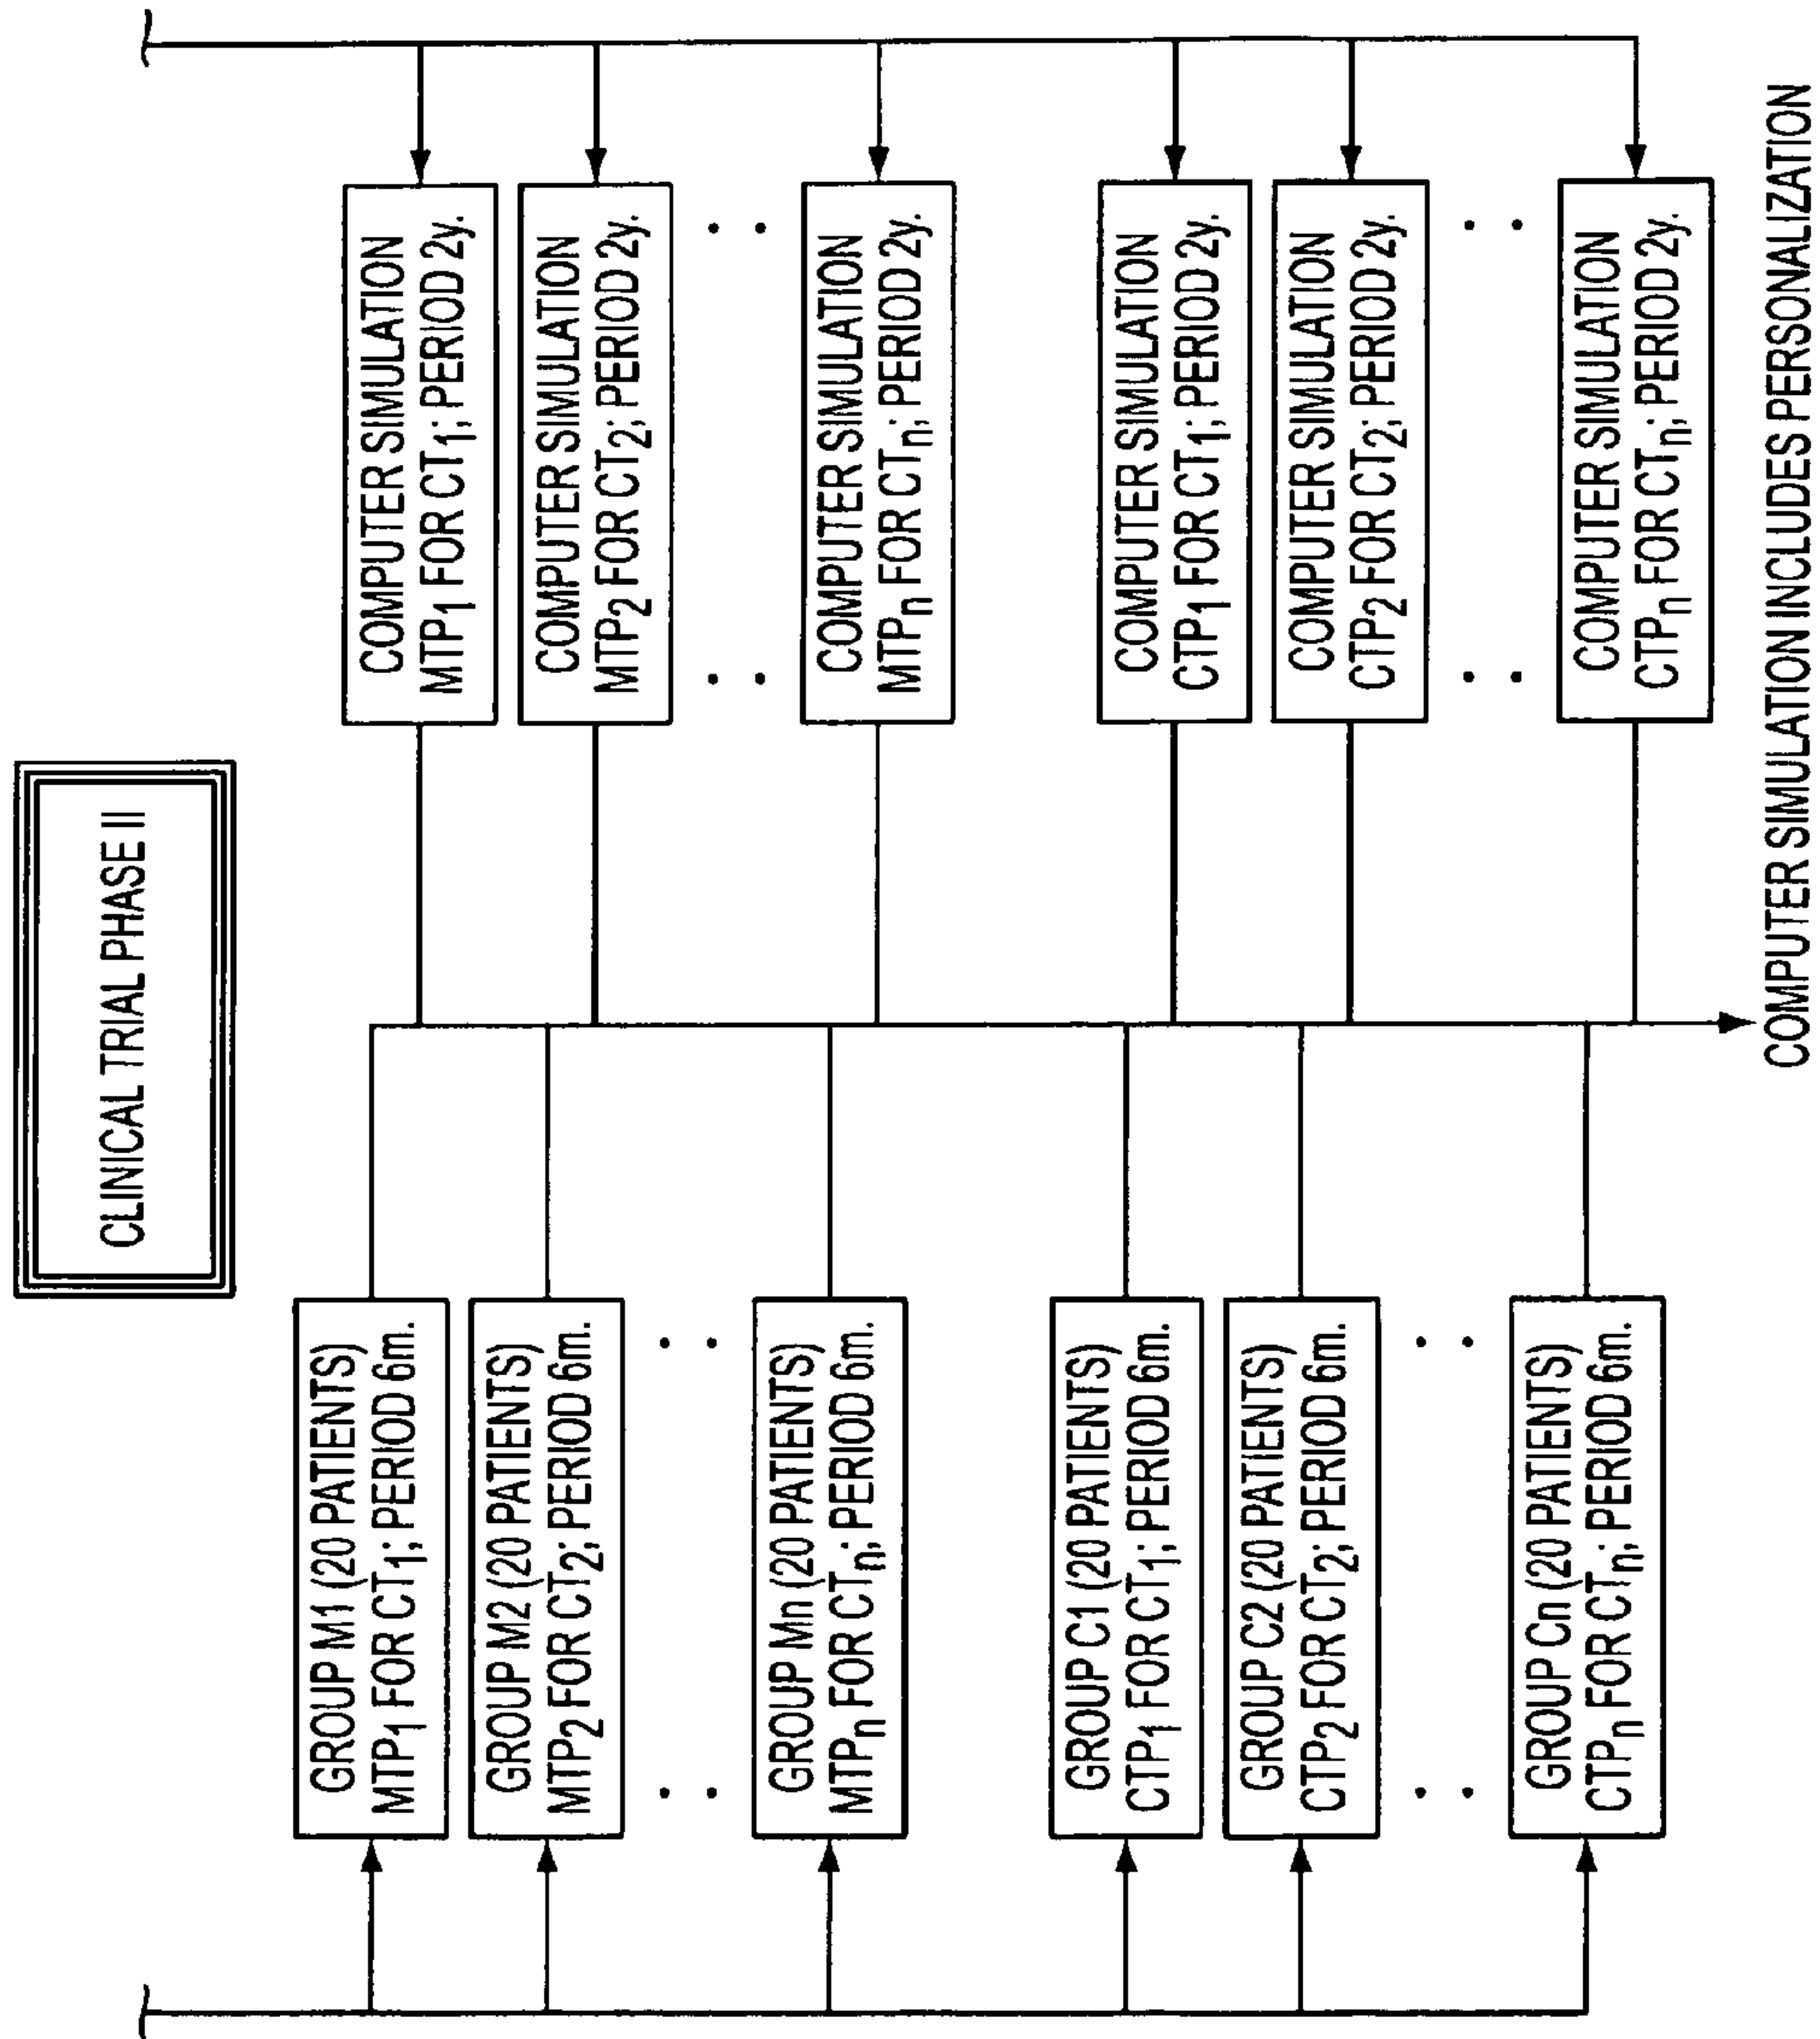 CLINICAL TRIAL PHASE II
GROUP M1 (20 PATIENTS)
MTP₁ FOR CT₁; PERIOD 6m.
GROUP M2 (20 PATIENTS)
MTP₂ FOR CT₂; PERIOD 6m.
. .
. .
GROUP Mn (20 PATIENTS)
MTPₙ FOR CTₙ; PERIOD 6m.
GROUP C1 (20 PATIENTS)
CTP₁ FOR CT₁; PERIOD 6m.
GROUP C2 (20 PATIENTS)
CTP₂ FOR CT₂; PERIOD 6m.
. .
. .
GROUP Cn (20 PATIENTS)
CTPₙ FOR CTₙ; PERIOD 6m.
COMPUTER SIMULATION
MTP₁ FOR CT₁; PERIOD 2y.
COMPUTER SIMULATION
MTP₂ FOR CT₂; PERIOD 2y.
. .
. .
COMPUTER SIMULATION
MTPₙ FOR CTₙ; PERIOD 2y.
COMPUTER SIMULATION
CTP₁ FOR CT₁; PERIOD 2y.
COMPUTER SIMULATION
CTP₂ FOR CT₂; PERIOD 2y.
. .
. .
COMPUTER SIMULATION
CTPₙ FOR CTₙ; PERIOD 2y.
COMPUTER SIMULATION INCLUDES PERSONALIZATION